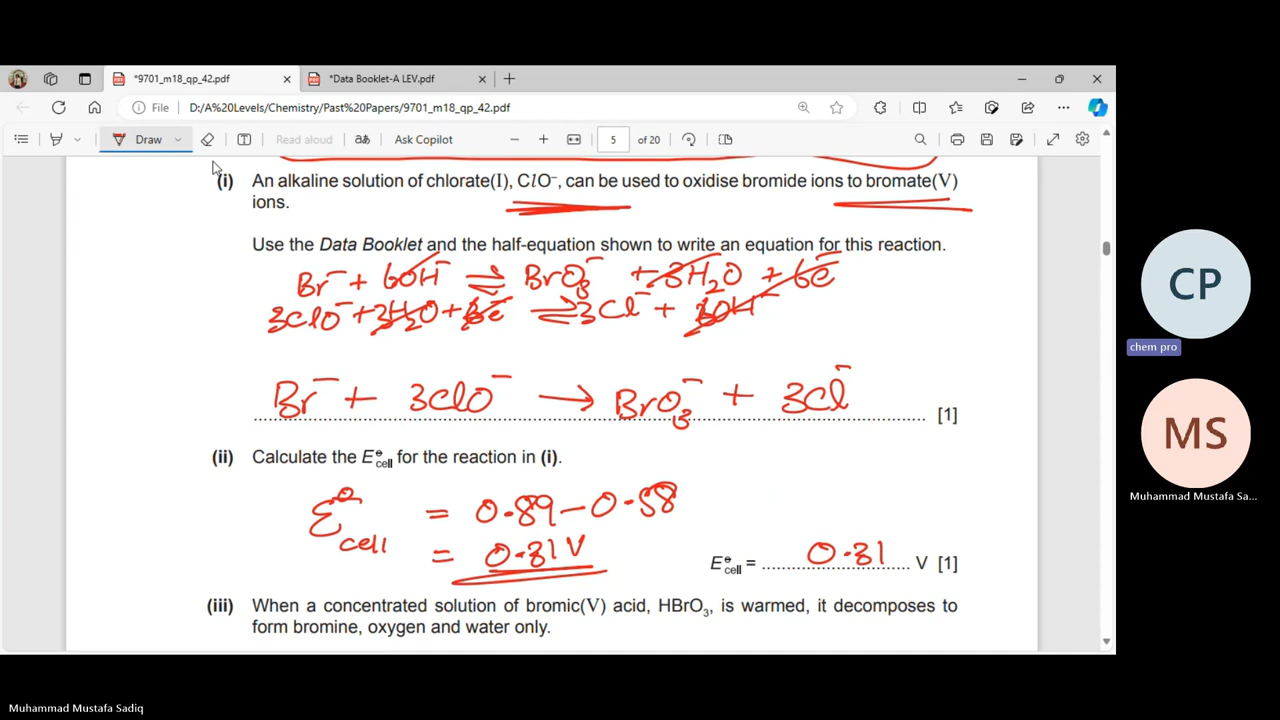 *9701_m18_qp_42.pdf
*Data Booklet-A LEV.pdf
File D:/A%20Levels/Chemistry/Past%20Papers/9701_m18_qp_42.pdf
Draw Read aloud Ask Copilot 5 of 20
(i) An alkaline solution of chlorate(I), ClO⁻, can be used to oxidise bromide ions to bromate(V)
ions.
Use the Data Booklet and the half-equation shown to write an equation for this reaction.
Br⁻ + 6OH⁻ ⇌ BrO₃⁻ + 3H₂O + 6e⁻
3ClO⁻ + 3H₂O + 6e⁻ ⇌ 3Cl⁻ + OH⁻
Br⁻ + 3ClO⁻ → BrO₃⁻ + 3Cl⁻ [1]
(ii) Calculate the E⦵cell for the reaction in (i).
E⦵cell = 0.89 – 0.58
= 0.31 V
E⦵cell = 0.31 V [1]
(iii) When a concentrated solution of bromic(V) acid, HBrO₃, is warmed, it decomposes to
form bromine, oxygen and water only.
CP
chem pro
MS
Muhammad Mustafa Sa...
Muhammad Mustafa Sadiq